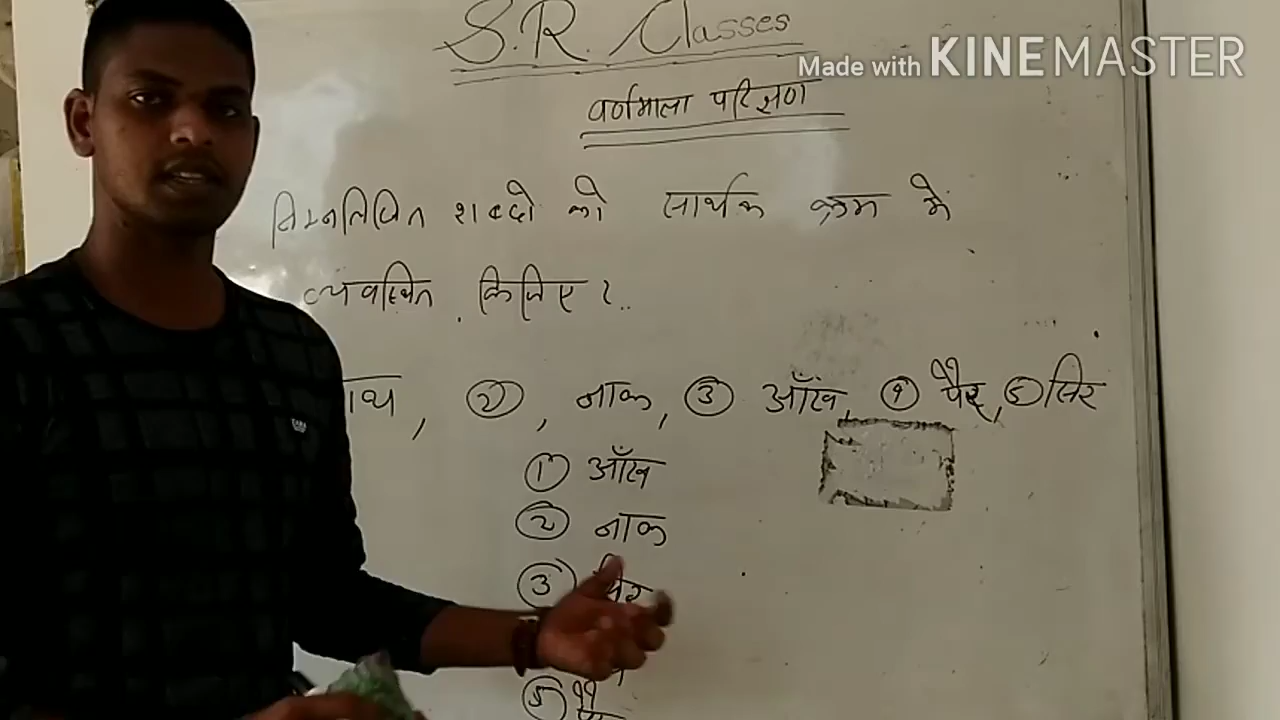 S.R. Classes
Made with KINEMASTER
वर्णमाला परिक्षण
निम्नलिखित शब्दो को सार्थक क्रम में
व्यवस्थित किजिए ?..
ाथ, ②, नाक, ③ आँख, ④ पैर, ⑤ सिर
① आँख
② नाक
③
⑤